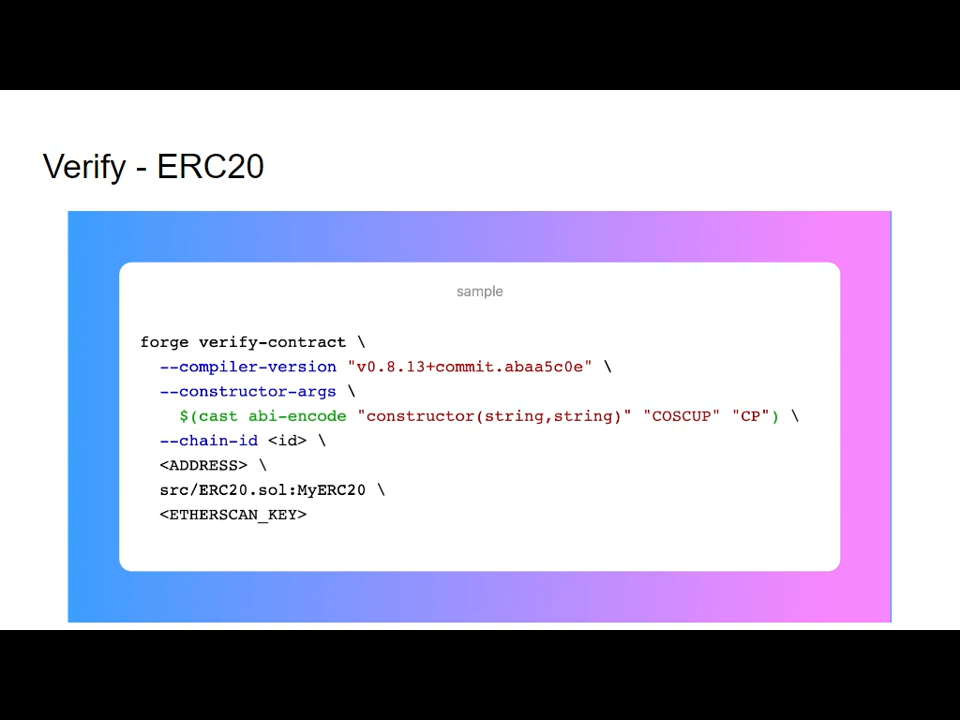 Verify - ERC20
sample
forge verify-contract \
--compiler-version "v0.8.13+commit.abaa5c0e" \
--constructor-args \
$(cast abi-encode "constructor(string,string)" "COSCUP" "CP") \
--chain-id <id> \
<ADDRESS> \
src/ERC20.sol:MyERC20 \
<ETHERSCAN_KEY>